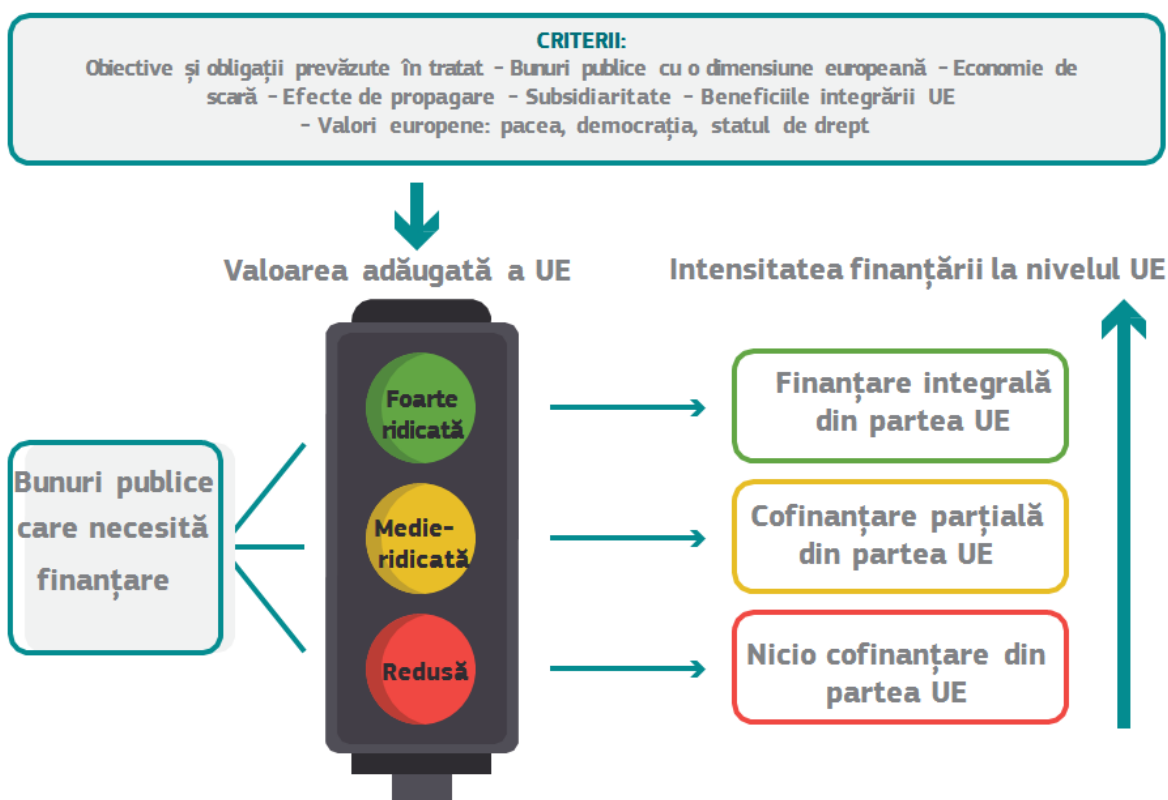 CRITERII:
Obiective și obligații prevăzute în tratat - Bunuri publice cu o dimensiune europeană - Economie de
scară - Efecte de propagare - Subsidiaritate - Beneficiile integrării UE
- Valori europene: pacea, democrația, statul de drept
Valoarea adăugată a UE
Intensitatea finanțării la nivelul UE
Bunuri publice
care necesită
finanțare
Foarte
ridicată
Finanțare integrală
din partea UE
Medie-
ridicată
Cofinanțare parțială
din partea UE
Redusă
Nicio cofinanțare din
partea UE